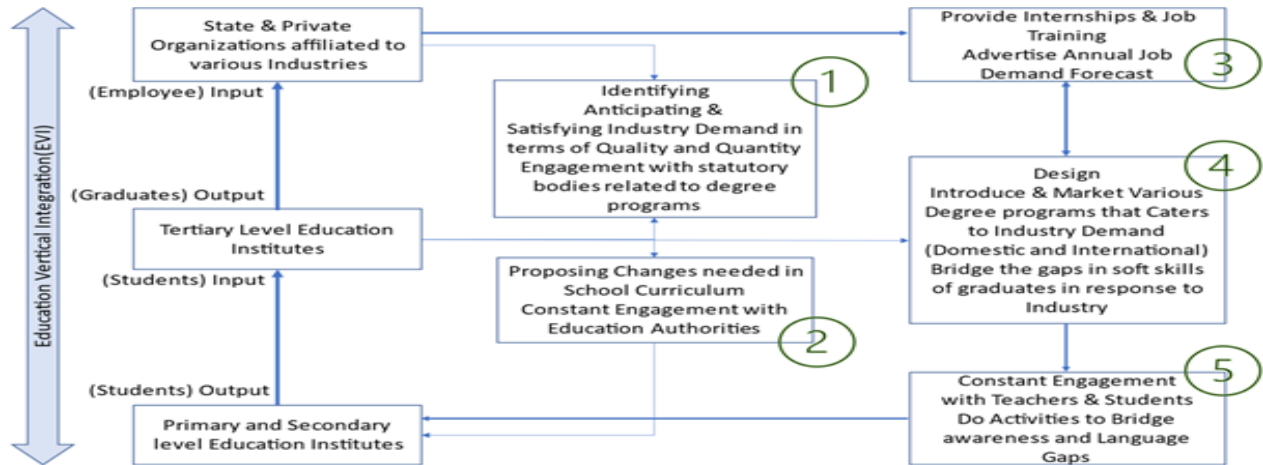 Education Vertical Integration(EVI)
State & Private
Organizations affiliated to
various Industries
(Employee) Input
(Graduates) Output
Tertiary Level Education
Institutes
(Students) Input
(Students) Output
Primary and Secondary
level Education Institutes
1
Identifying
Anticipating &
Satisfying Industry Demand in
terms of Quality and Quantity
Engagement with statutory
bodies related to degree
programs
Proposing Changes needed in
School Curriculum
Constant Engagement with
Education Authorities
2
Provide Internships & Job
Training
Advertise Annual Job
Demand Forecast
3
4
Design
Introduce & Market Various
Degree programs that Caters
to Industry Demand
(Domestic and International)
Bridge the gaps in soft skills
of graduates in response to
Industry
5
Constant Engagement
with Teachers & Students
Do Activities to Bridge
awareness and Language
Gaps